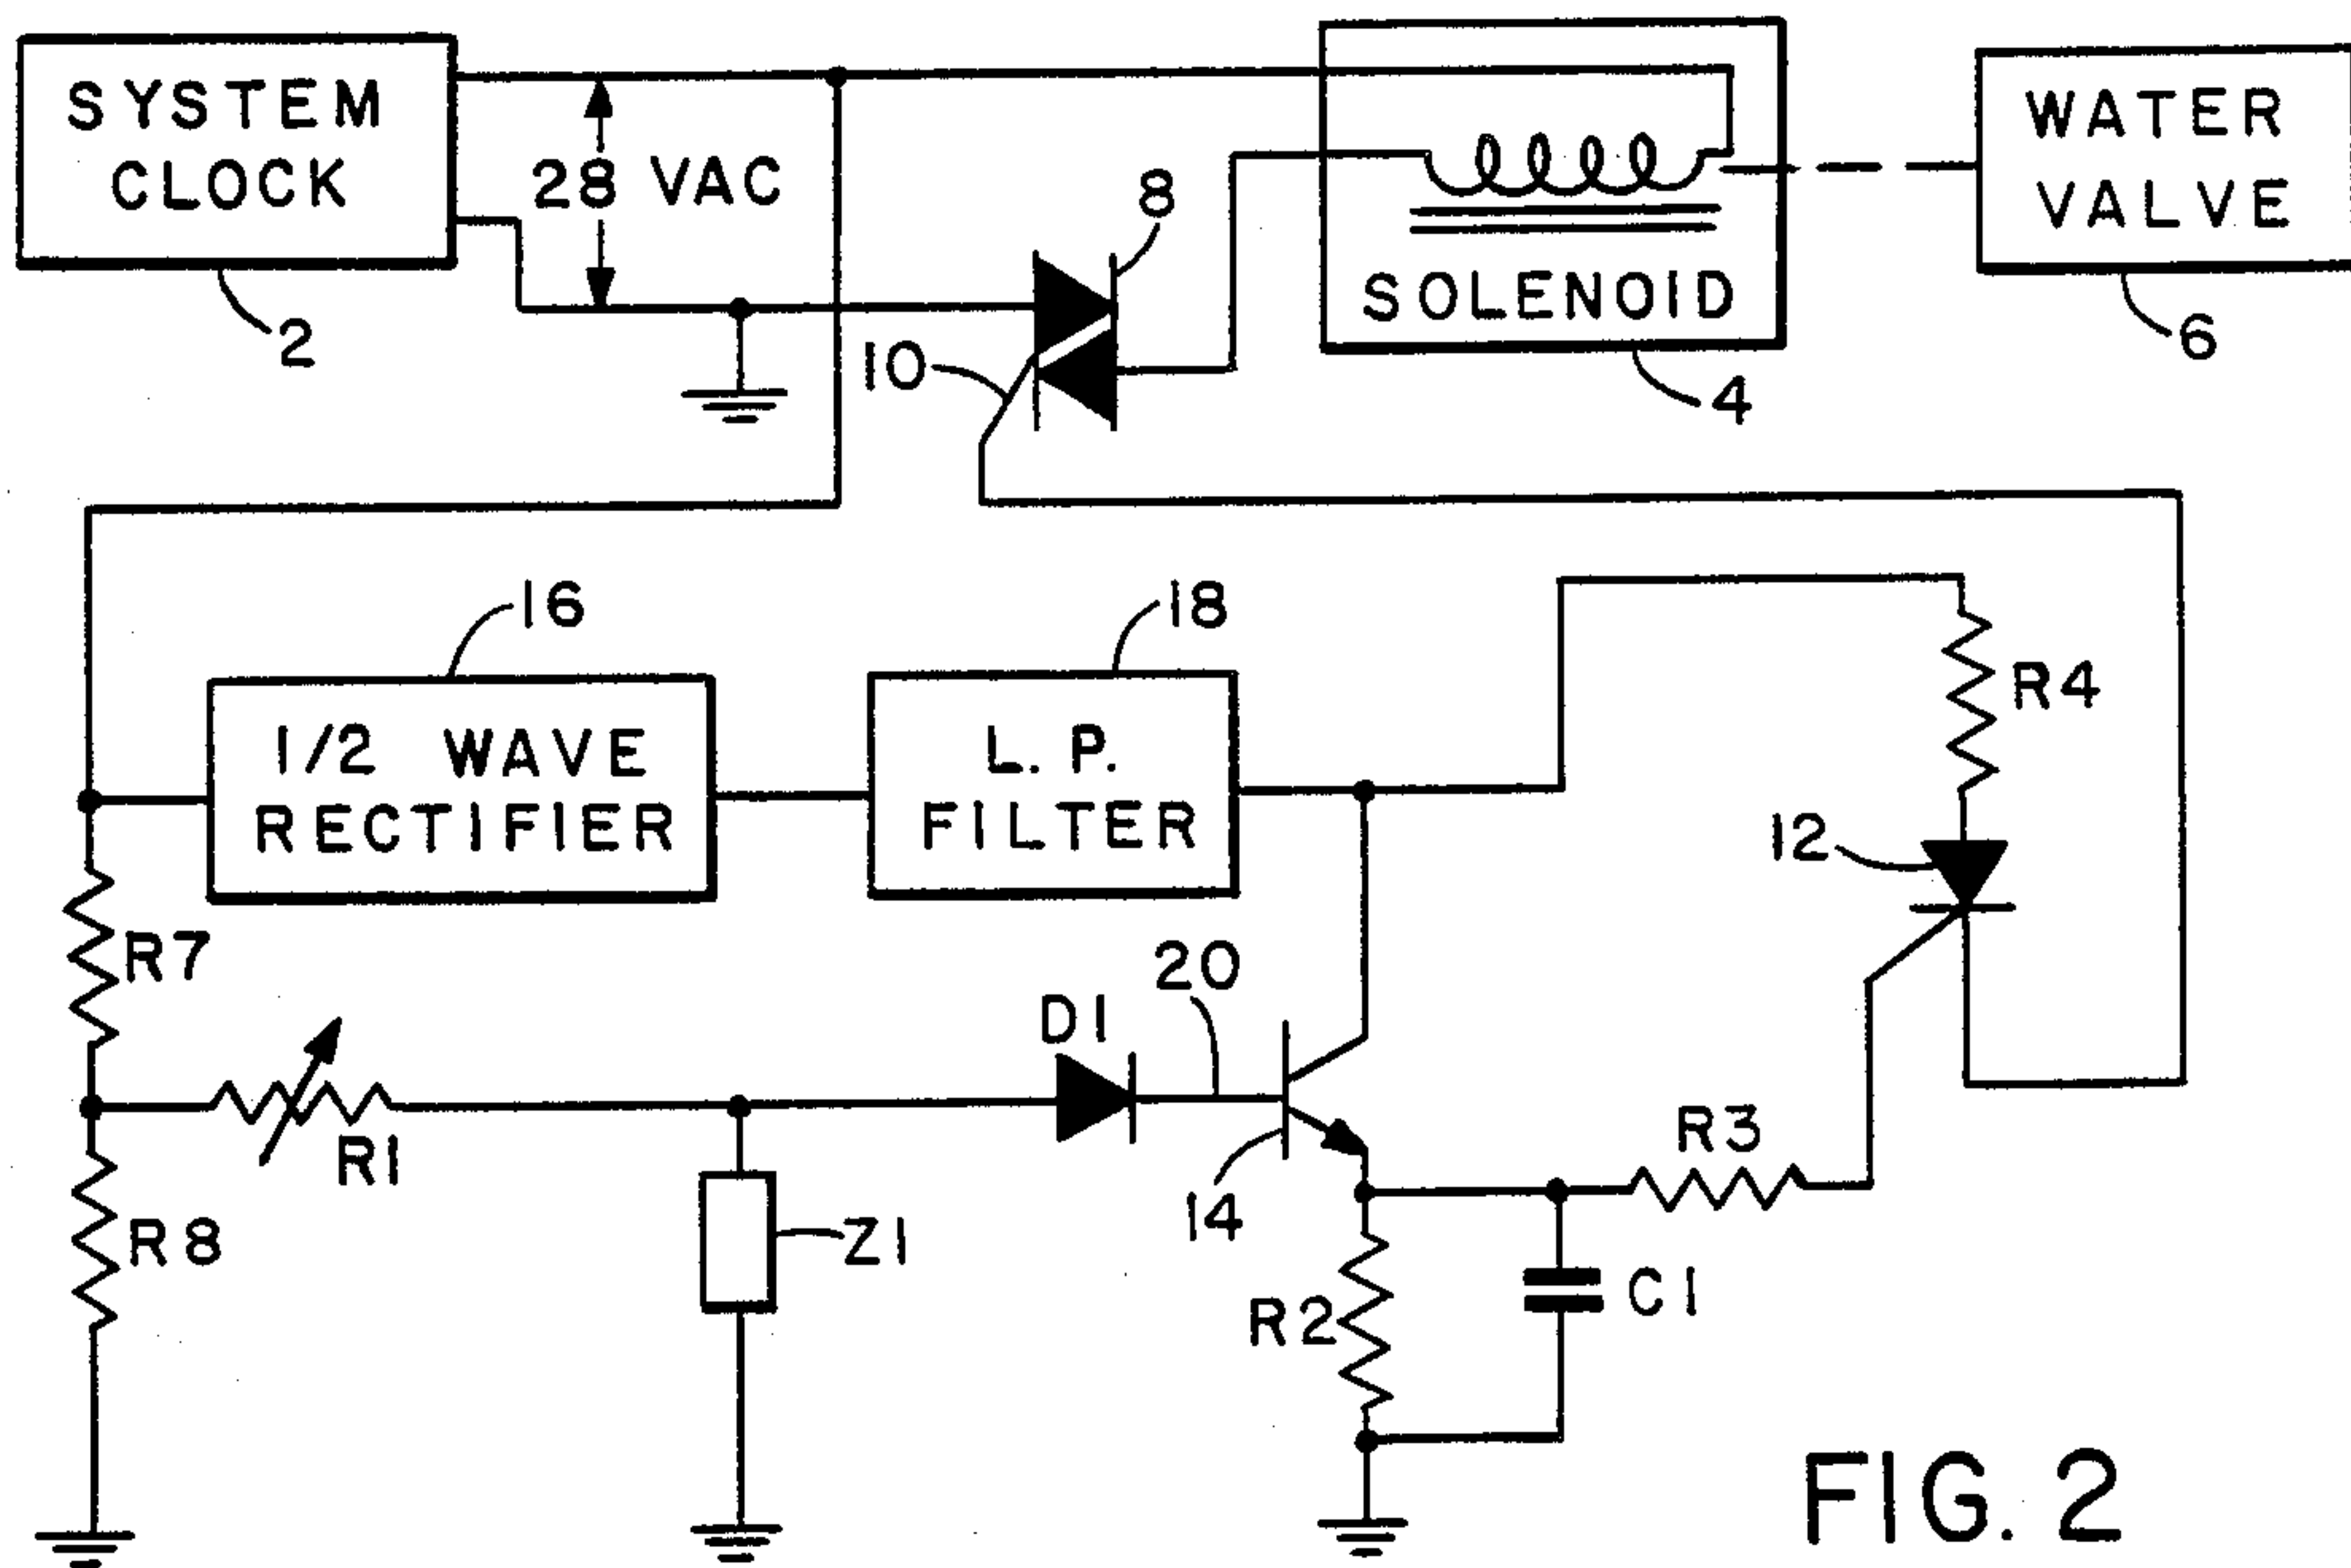 SYSTEM
CLOCK
2
28 VAC
8
10
SOLENOID
4
WATER
VALVE
6
16
1/2 WAVE
RECTIFIER
18
L. P.
FILTER
R4
12
R7
R1
R8
Z1
D1
20
14
R3
R2
C1
FIG. 2